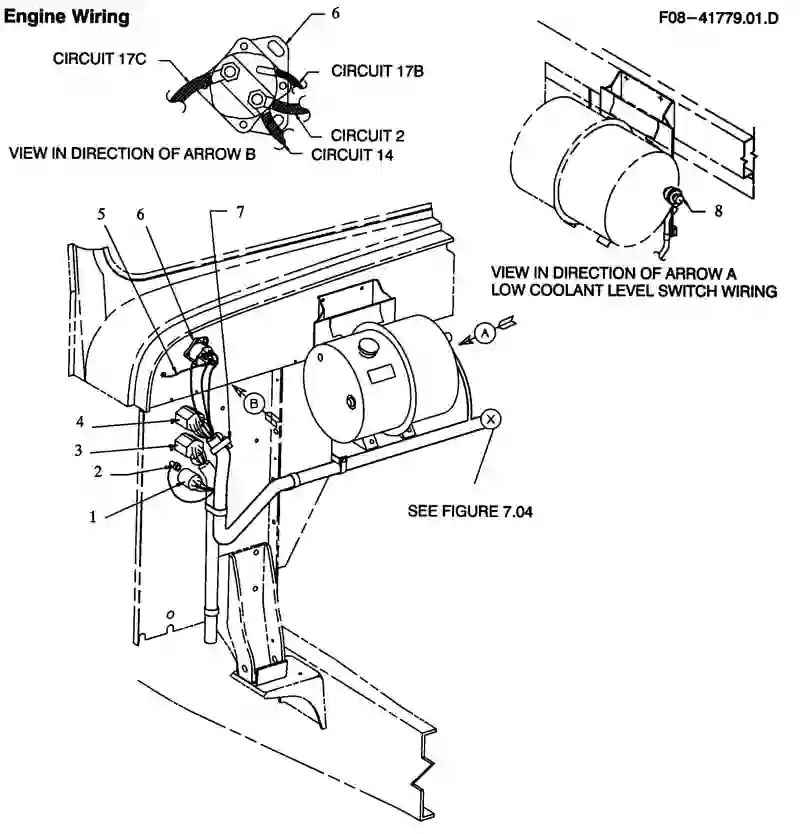 Engine Wiring
F08-41779.01.D
6
CIRCUIT 17C
CIRCUIT 17B
CIRCUIT 2
VIEW IN DIRECTION OF ARROW B
CIRCUIT 14
8
VIEW IN DIRECTION OF ARROW A
LOW COOLANT LEVEL SWITCH WIRING
5
6
7
A
B
4
X
3
2
1
SEE FIGURE 7.04